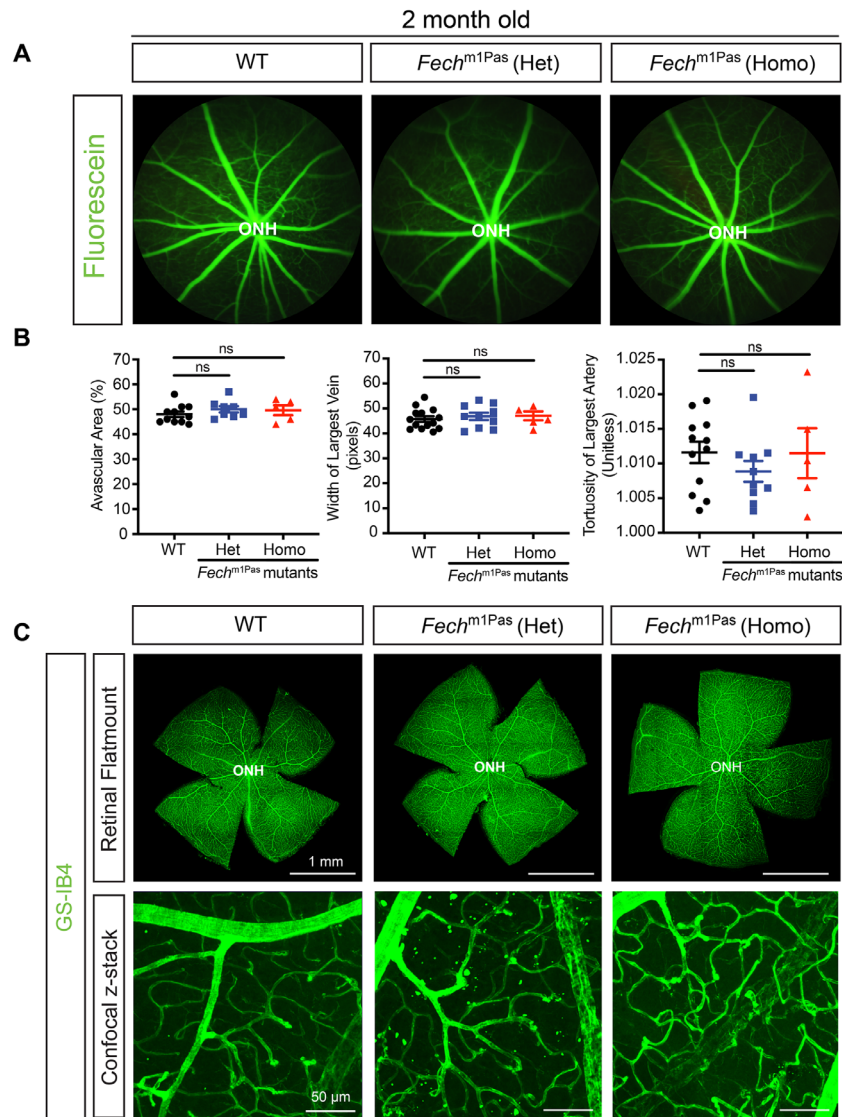 2 month old
A
WT
Fechm1Pas (Het)
Fechm1Pas (Homo)
Fluorescein
ONH
ONH
ONH
B
Avascular Area (%)
70
60
50
40
30
20
10
0
ns
ns
WT
Het
Homo
Fechm1Pas mutants
Width of Largest Vein
(pixels)
70
60
50
40
30
20
10
0
ns
ns
WT
Het
Homo
Fechm1Pas mutants
Tortuosity of Largest Artery
(Unitless)
1.025
1.020
1.015
1.010
1.005
1.000
ns
ns
WT
Het
Homo
Fechm1Pas mutants
C
WT
Fechm1Pas (Het)
Fechm1Pas (Homo)
GS-IB4
Retinal Flatmount
ONH
1 mm
ONH
ONH
Confocal z-stack
50 µm